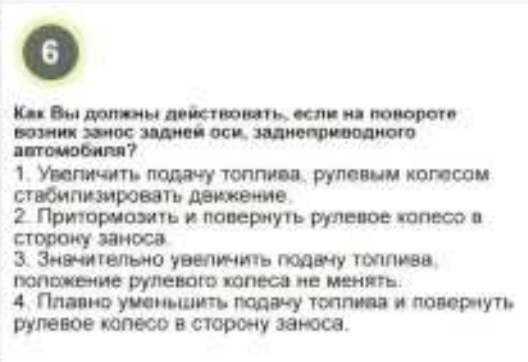 6
Как Вы должны действовать, если на повороте
возник занос задней оси, заднеприводного
автомобиля?
1. Увеличить подачу топлива, рулевым колесом
стабилизировать движение.
2. Притормозить и повернуть рулевое колесо в
сторону заноса.
3. Значительно увеличить подачу топлива,
положение рулевого колеса не менять.
4. Плавно уменьшить подачу топлива и повернуть
рулевое колесо в сторону заноса.